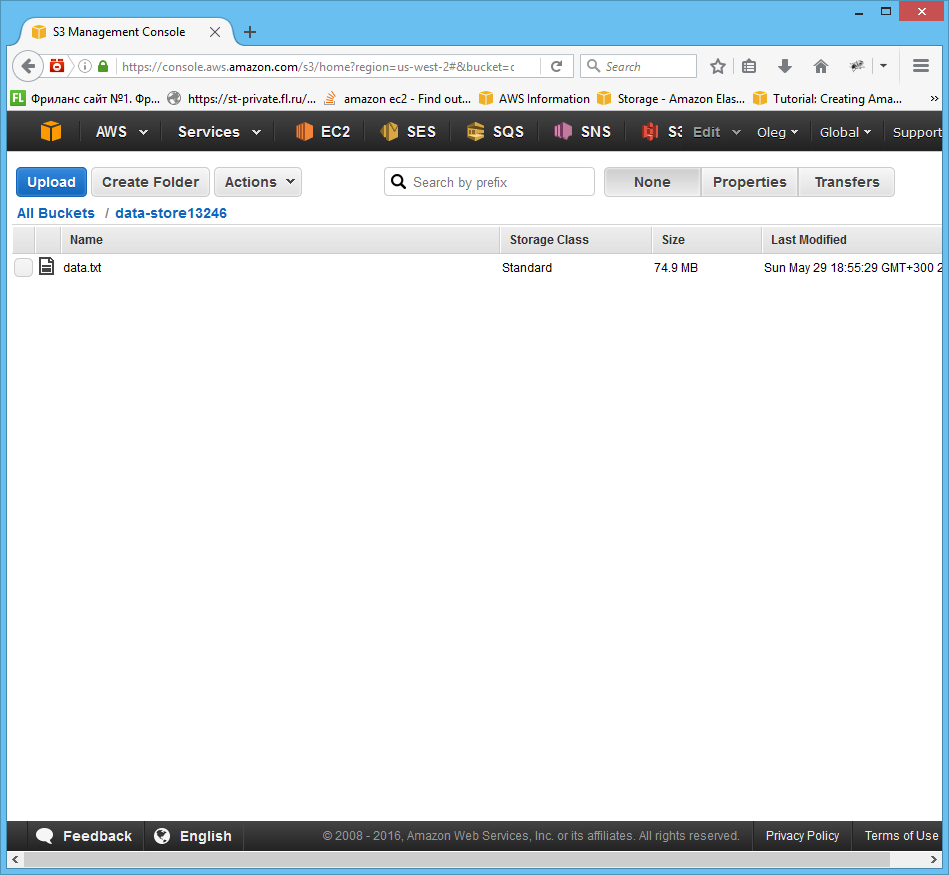 S3 Management Console
https://console.aws.amazon.com/s3/home?region=us-west-2#&bucket=c
Search
FL Фриланс сайт №1. Фр... https://st-private.fl.ru/... amazon ec2 - Find out... AWS Information Storage - Amazon Elas... Tutorial: Creating Ama... »
AWS Services EC2 SES SQS SNS S3 Edit Oleg Global Support
Upload Create Folder Actions Search by prefix None Properties Transfers
All Buckets / data-store13246
Name Storage Class Size Last Modified
data.txt Standard 74.9 MB Sun May 29 18:55:29 GMT+300 2
Feedback English © 2008 - 2016, Amazon Web Services, Inc. or its affiliates. All rights reserved. Privacy Policy Terms of Use